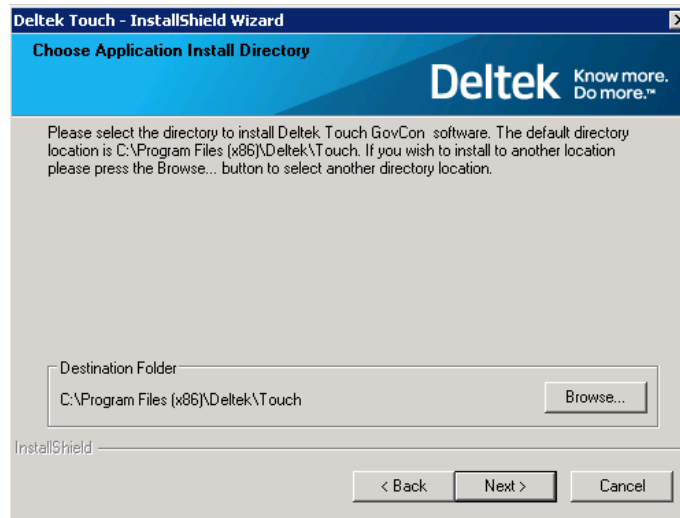 Deltek Touch - InstallShield Wizard
Choose Application Install Directory
Deltek Know more.
Do more.™
Please select the directory to install Deltek Touch GovCon  software. The default directory
location is C:\Program Files (x86)\Deltek\Touch. If you wish to install to another location
please press the Browse... button to select another directory location.
Destination Folder
C:\Program Files (x86)\Deltek\Touch
Browse...
InstallShield
< Back
Next >
Cancel